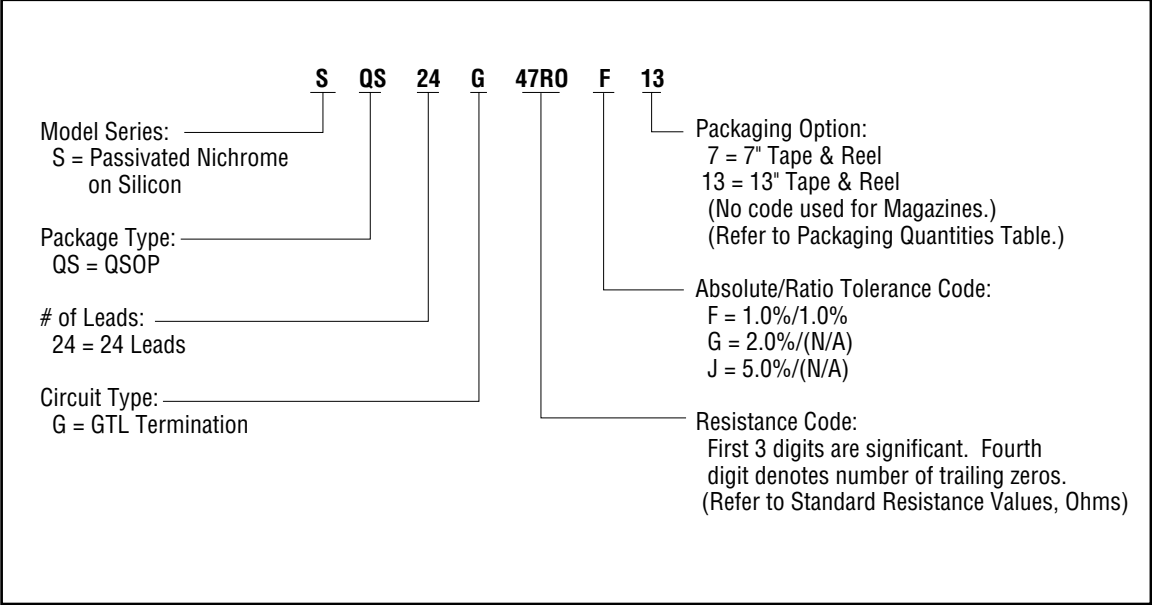 S QS 24 G 47RO F 13
Model Series:
S = Passivated Nichrome
on Silicon
Package Type:
QS = QSOP
# of Leads:
24 = 24 Leads
Circuit Type:
G = GTL Termination
Packaging Option:
7 = 7" Tape & Reel
13 = 13" Tape & Reel
(No code used for Magazines.)
(Refer to Packaging Quantities Table.)
Absolute/Ratio Tolerance Code:
F = 1.0%/1.0%
G = 2.0%/(N/A)
J = 5.0%/(N/A)
Resistance Code:
First 3 digits are significant. Fourth
digit denotes number of trailing zeros.
(Refer to Standard Resistance Values, Ohms)